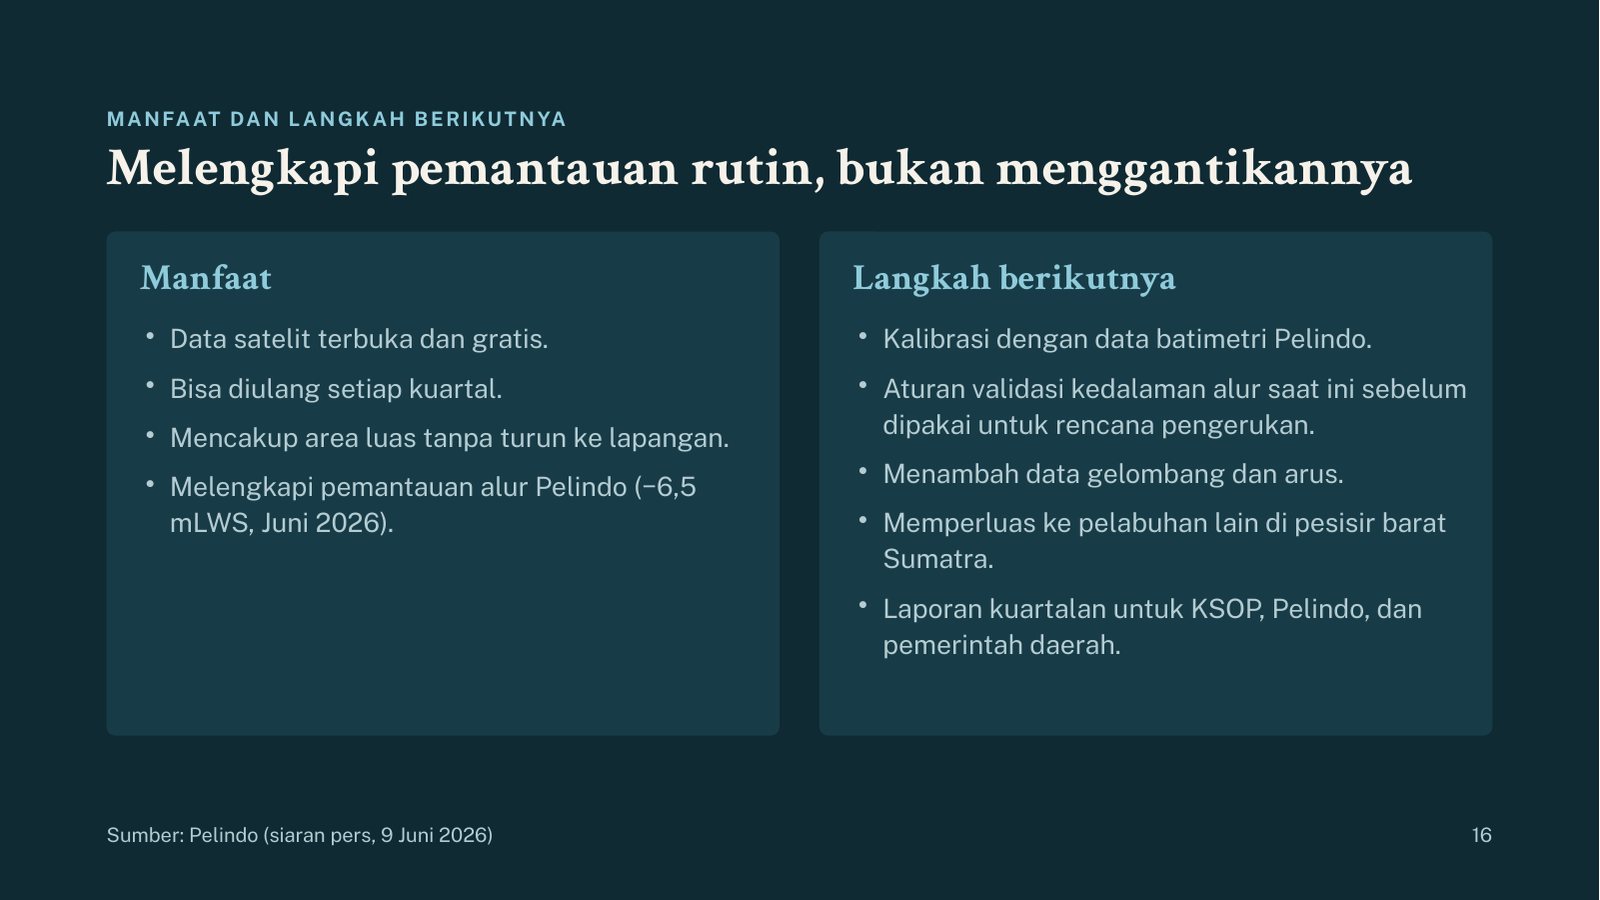 MANFAAT DAN LANGKAH BERIKUTNYA
Melengkapi pemantauan rutin, bukan menggantikannya
Manfaat
• Data satelit terbuka dan gratis.
• Bisa diulang setiap kuartal.
• Mencakup area luas tanpa turun ke lapangan.
• Melengkapi pemantauan alur Pelindo (−6,5
mLWS, Juni 2026).
Langkah berikutnya
• Kalibrasi dengan data batimetri Pelindo.
• Aturan validasi kedalaman alur saat ini sebelum
dipakai untuk rencana pengerukan.
• Menambah data gelombang dan arus.
• Memperluas ke pelabuhan lain di pesisir barat
Sumatra.
• Laporan kuartalan untuk KSOP, Pelindo, dan
pemerintah daerah.
Sumber: Pelindo (siaran pers, 9 Juni 2026)
16